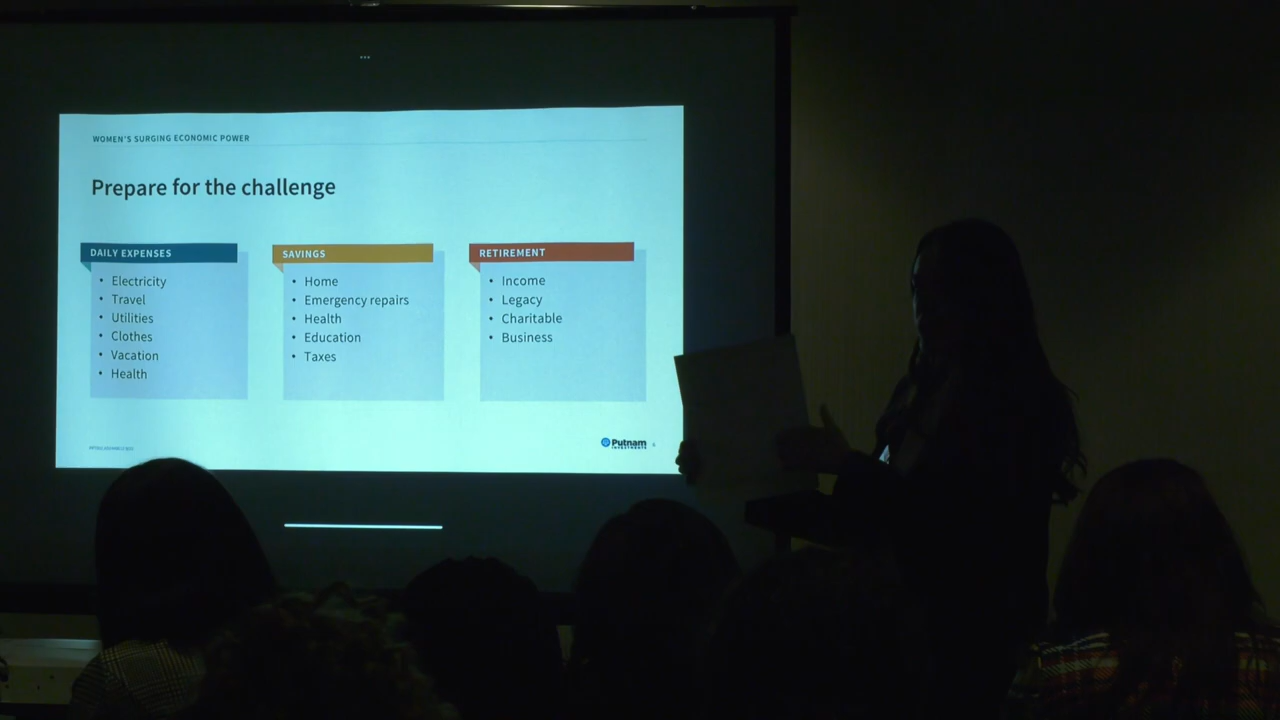 WOMEN'S SURGING ECONOMIC POWER
Prepare for the challenge
DAILY EXPENSES
• Electricity
• Travel
• Utilities
• Clothes
• Vacation
• Health
SAVINGS
• Home
• Emergency repairs
• Health
• Education
• Taxes
RETIREMENT
• Income
• Legacy
• Charitable
• Business
Putnam
INVESTMENTS